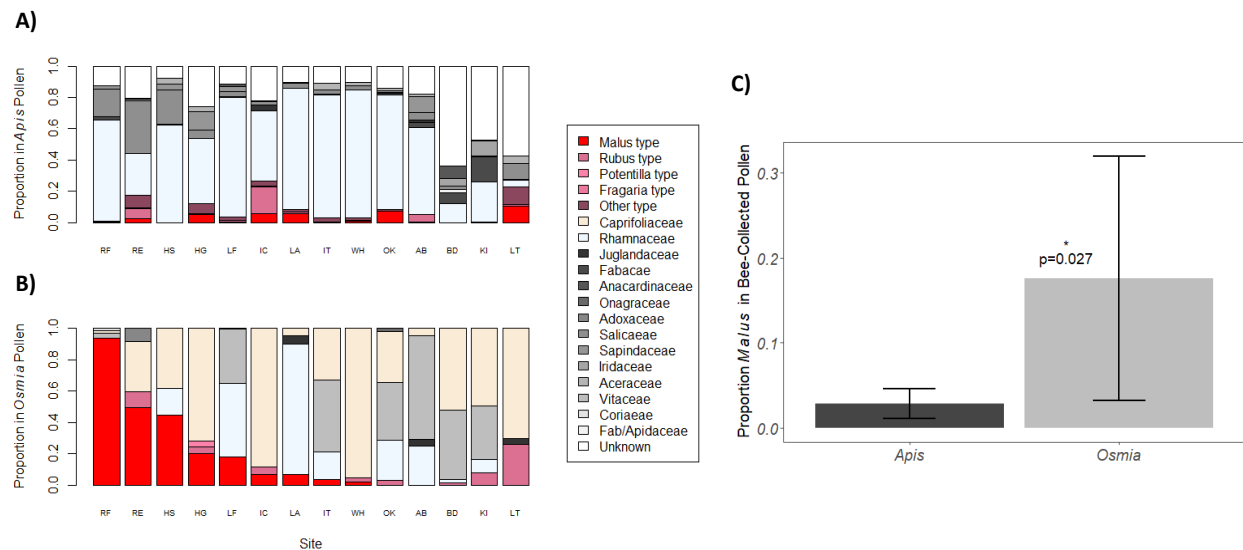 A)
Proportion in Apis Pollen
0.0 0.2 0.4 0.6 0.8 1.0
RF RE HS HG LF IC LA IT WH OK AB BD KI LT
B)
Proportion in Osmia Pollen
0.0 0.2 0.4 0.6 0.8 1.0
RF RE HS HG LF IC LA IT WH OK AB BD KI LT
Site
Malus type
Rubus type
Potentilla type
Fragaria type
Other type
Caprifoliaceae
Rhamnaceae
Juglandaceae
Fabacae
Anacardinaceae
Onagraceae
Adoxaceae
Salicaeae
Sapindaceae
Iridaceae
Aceraceae
Vitaceae
Coriaeae
Fab/Apidaceae
Unknown
C)
Proportion Malus in Bee-Collected Pollen
0.3
0.2
0.1
0.0
*
p=0.027
Apis Osmia